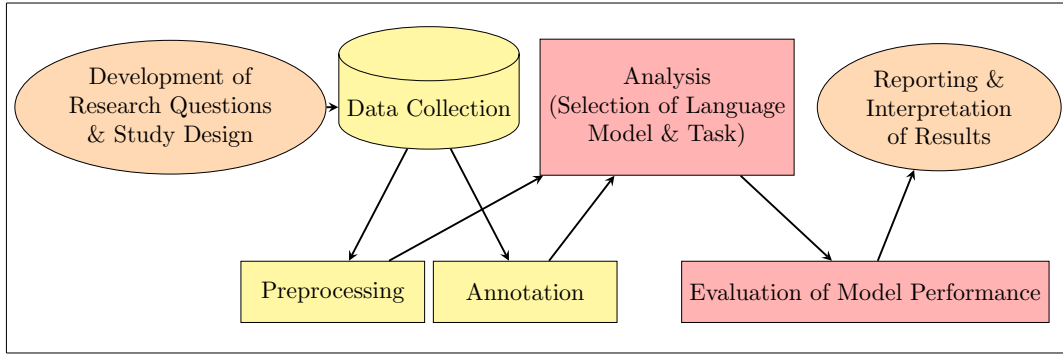 Development of
Research Questions
& Study Design
Data Collection
Analysis
(Selection of Language
Model & Task)
Reporting &
Interpretation
of Results
Preprocessing
Annotation
Evaluation of Model Performance